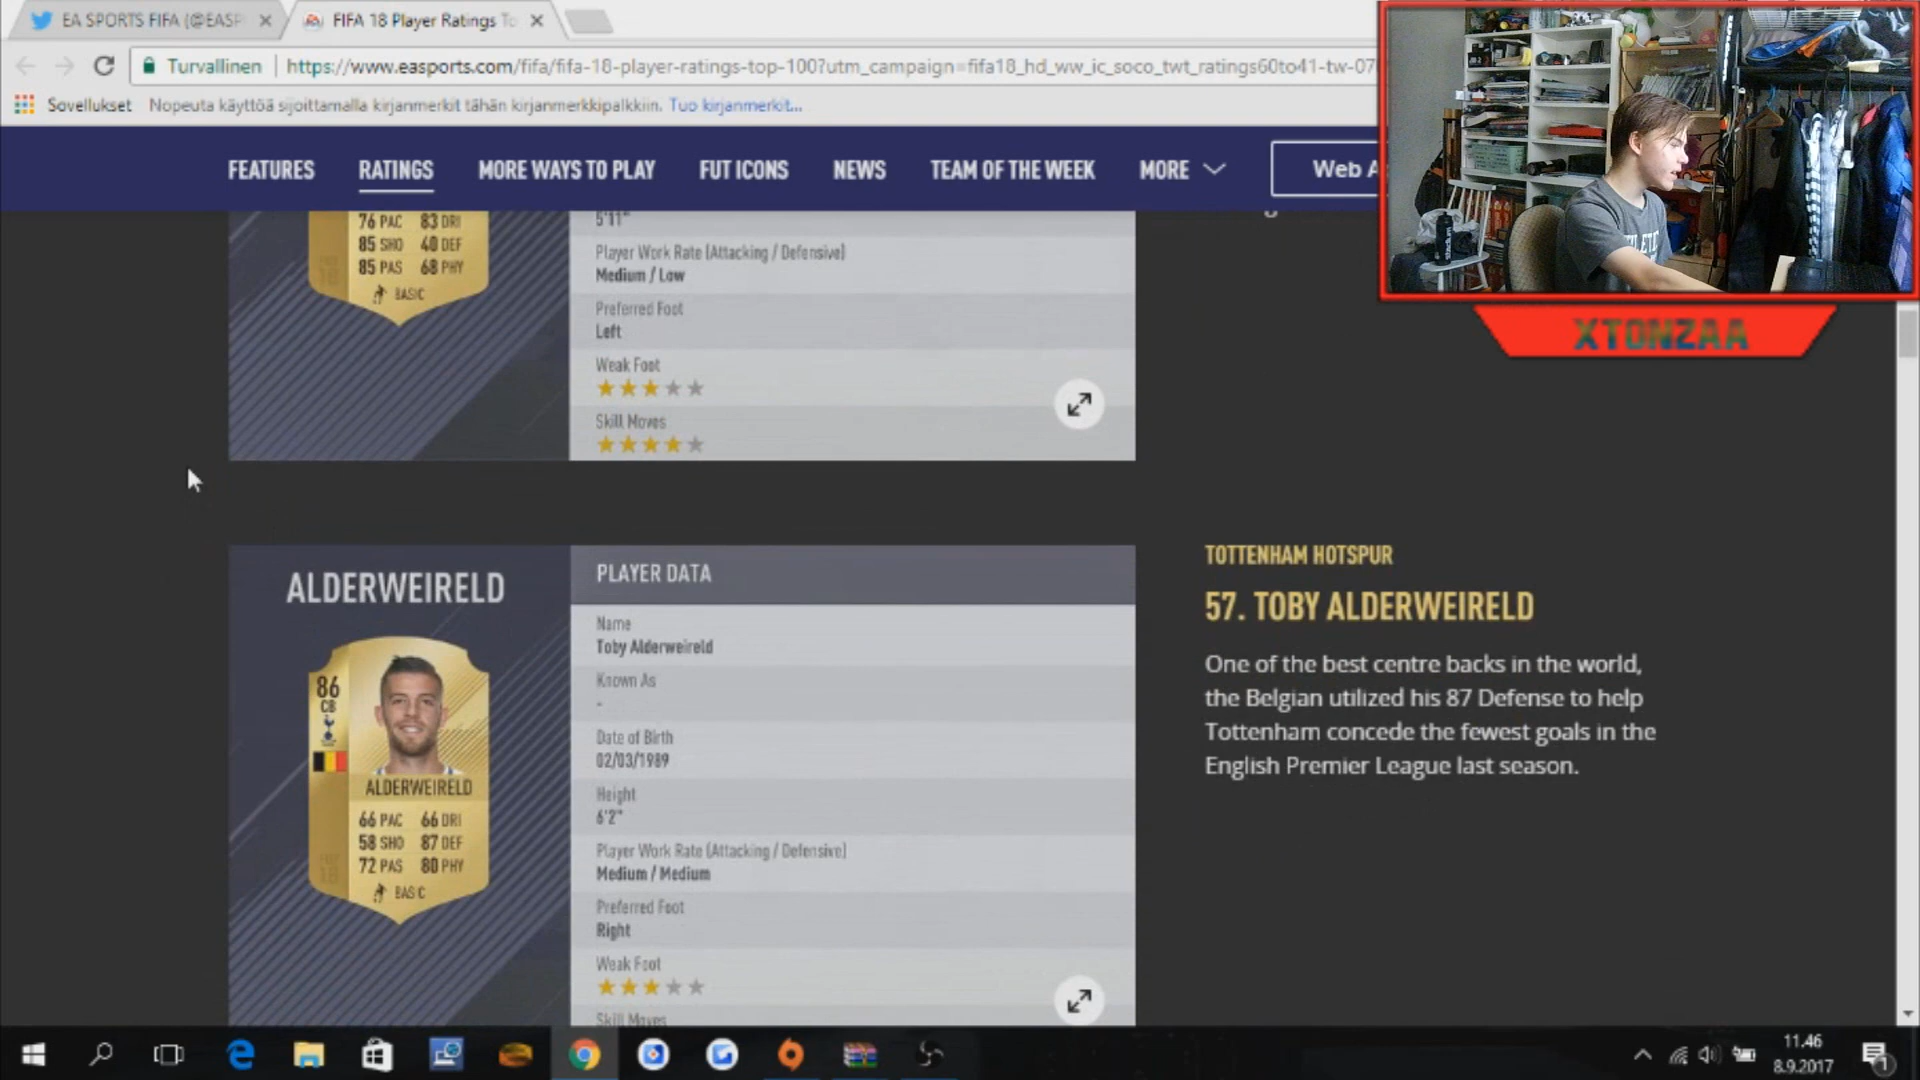 EA SPORTS FIFA (@EASP
FIFA 18 Player Ratings To
Turvallinen
https://www.easports.com/fifa/fifa-18-player-ratings-top-100?utm_campaign=fifa18_hd_ww_ic_soco_twt_ratings60to41-tw-07
Sovellukset
Nopeuta käyttöä sijoittamalla kirjanmerkit tähän kirjanmerkkipalkkiin. Tuo kirjanmerkit...
FEATURES RATINGS MORE WAYS TO PLAY FUT ICONS NEWS TEAM OF THE WEEK MORE Web A
XTONZAA
76 PAC 83 DRI
85 SHO 40 DEF
85 PAS 68 PHY
BASIC
5'11"
Player Work Rate (Attacking / Defensive)
Medium / Low
Preferred Foot
Left
Weak Foot
Skill Moves
ALDERWEIRELD
86
CB
ALDERWEIRELD
66 PAC 66 DRI
58 SHO 87 DEF
72 PAS 80 PHY
BASIC
PLAYER DATA
Name
Toby Alderweireld
Known As
-
Date of Birth
02/03/1989
Height
6'2"
Player Work Rate (Attacking / Defensive)
Medium / Medium
Preferred Foot
Right
Weak Foot
Skill Moves
TOTTENHAM HOTSPUR
57. TOBY ALDERWEIRELD
One of the best centre backs in the world,
the Belgian utilized his 87 Defense to help
Tottenham concede the fewest goals in the
English Premier League last season.
11.46
8.9.2017
1